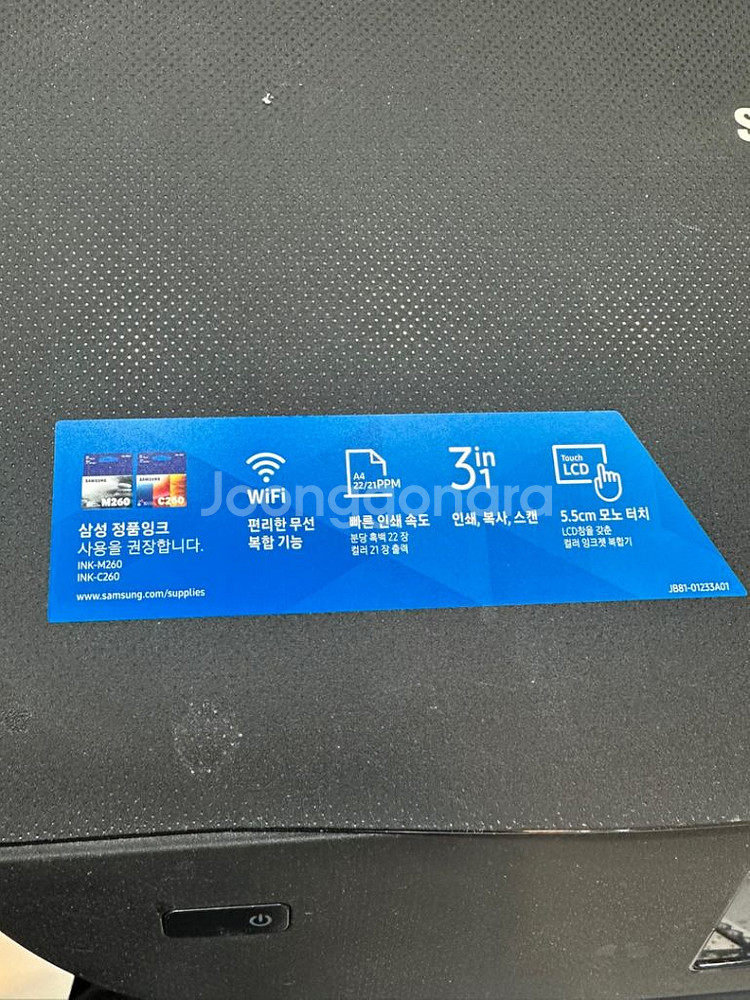 S
SAMSUNG
M260
SAMSUNG
C260
삼성 정품잉크
사용을 권장합니다.
INK-M260
INK-C260
www.samsung.com/supplies
WiFi
편리한 무선
복합 기능
A4
22/21PPM
빠른 인쇄 속도
분당 흑백 22 장
컬러 21 장 출력
3in1
인쇄, 복사, 스캔
Touch
LCD
5.5cm 모노 터치
LCD창을 갖춘
컬러 잉크젯 복합기
JB81-01233A01
Joonggonara